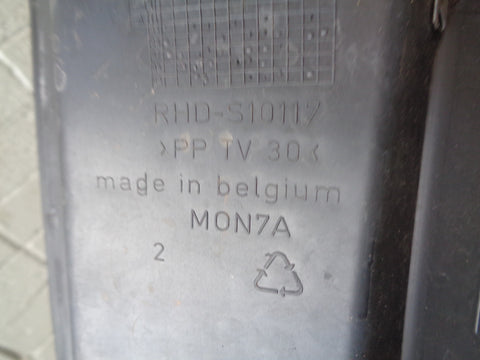 RHD-S10117
>PP TV 30<
made in belgium
MON7A
2